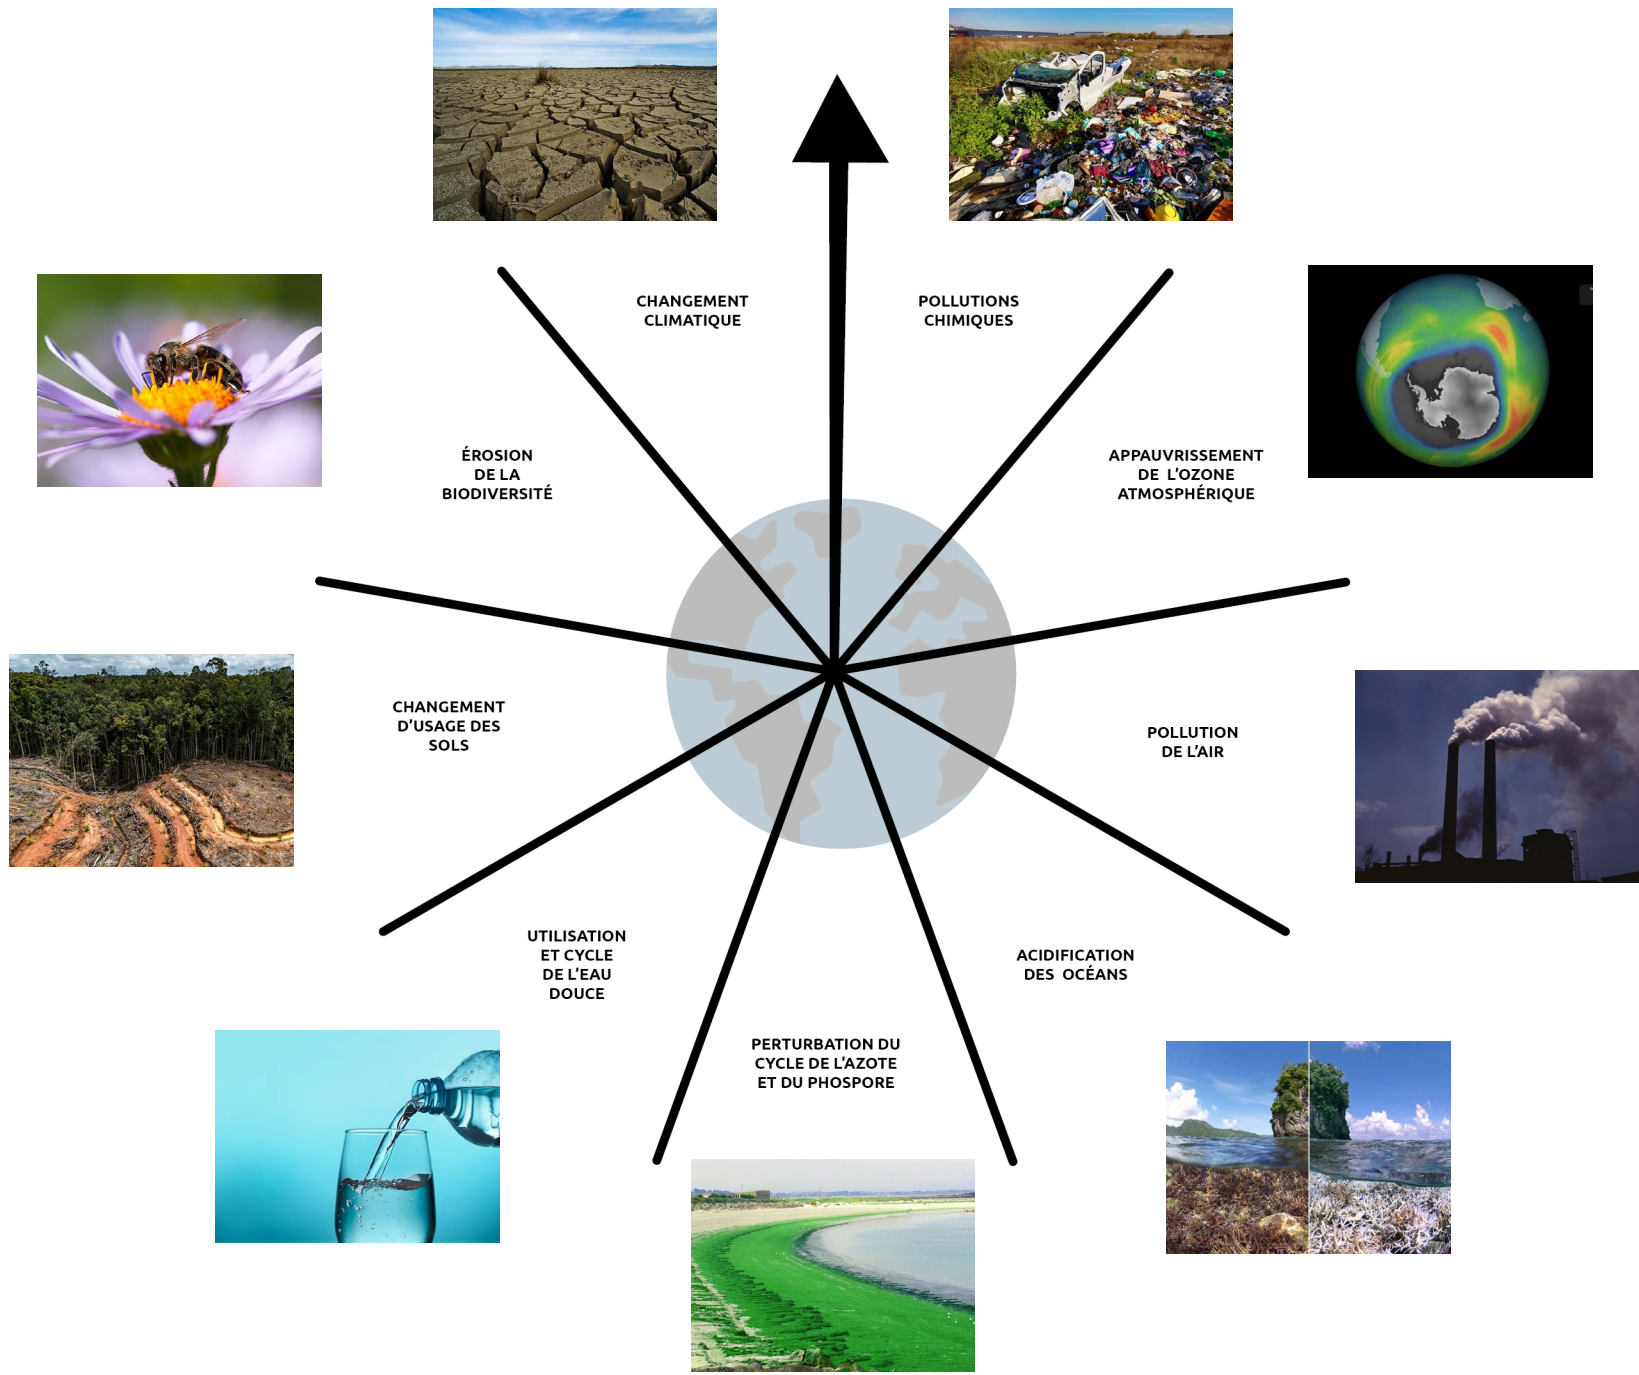 CHANGEMENT
CLIMATIQUE
POLLUTIONS
CHIMIQUES
ÉROSION
DE LA
BIODIVERSITÉ
APPAUVRISSEMENT
DE L'OZONE
ATMOSPHÉRIQUE
CHANGEMENT
D'USAGE DES
SOLS
POLLUTION
DE L'AIR
UTILISATION
ET CYCLE
DE L'EAU
DOUCE
ACIDIFICATION
DES OCÉANS
PERTURBATION DU
CYCLE DE L'AZOTE
ET DU PHOSPORE